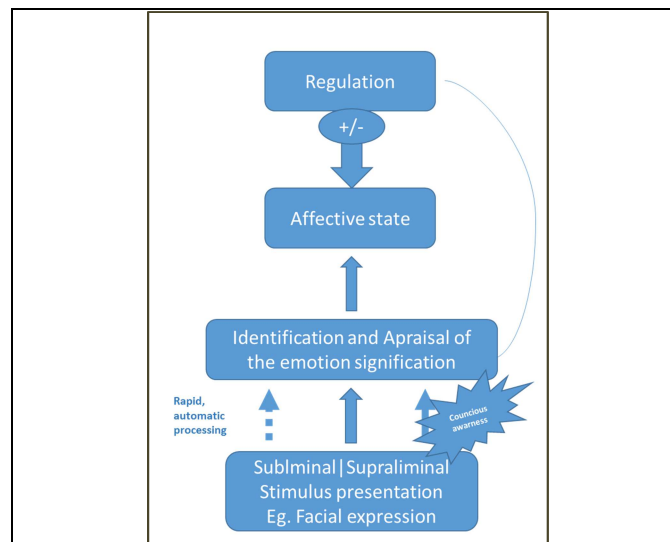 Regulation
+/-
Affective state
Identification and Apraisal of
the emotion signification
Rapid,
automatic
processing
Councious
awarness
Sublminal|Supraliminal
Stimulus presentation
Eg. Facial expression